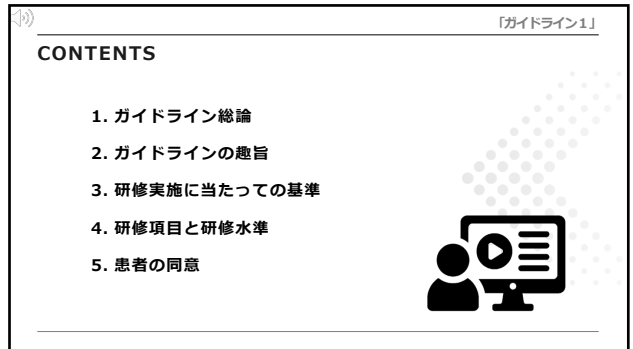 「ガイドライン1」
CONTENTS
1. ガイドライン総論
2. ガイドラインの趣旨
3. 研修実施に当たっての基準
4. 研修項目と研修水準
5. 患者の同意